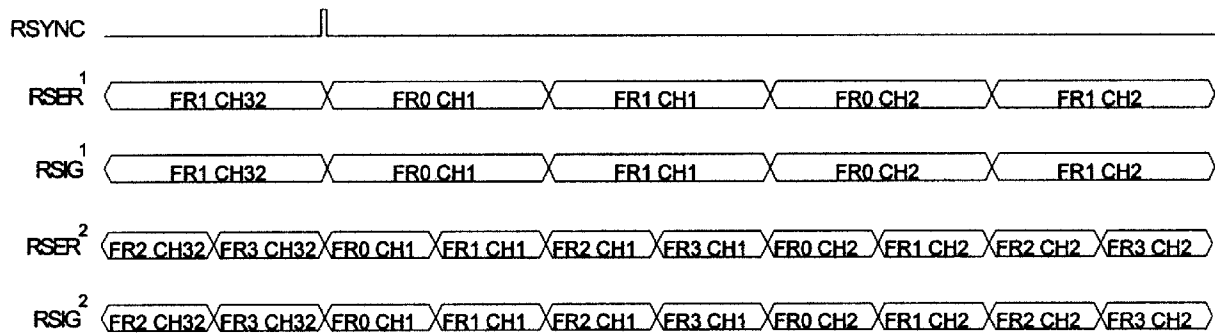 RSYNC
RSER¹ FR1 CH32 FR0 CH1 FR1 CH1 FR0 CH2 FR1 CH2
RSIG¹ FR1 CH32 FR0 CH1 FR1 CH1 FR0 CH2 FR1 CH2
RSER² FR2 CH32 FR3 CH32 FR0 CH1 FR1 CH1 FR2 CH1 FR3 CH1 FR0 CH2 FR1 CH2 FR2 CH2 FR3 CH2
RSIG² FR2 CH32 FR3 CH32 FR0 CH1 FR1 CH1 FR2 CH1 FR3 CH1 FR0 CH2 FR1 CH2 FR2 CH2 FR3 CH2